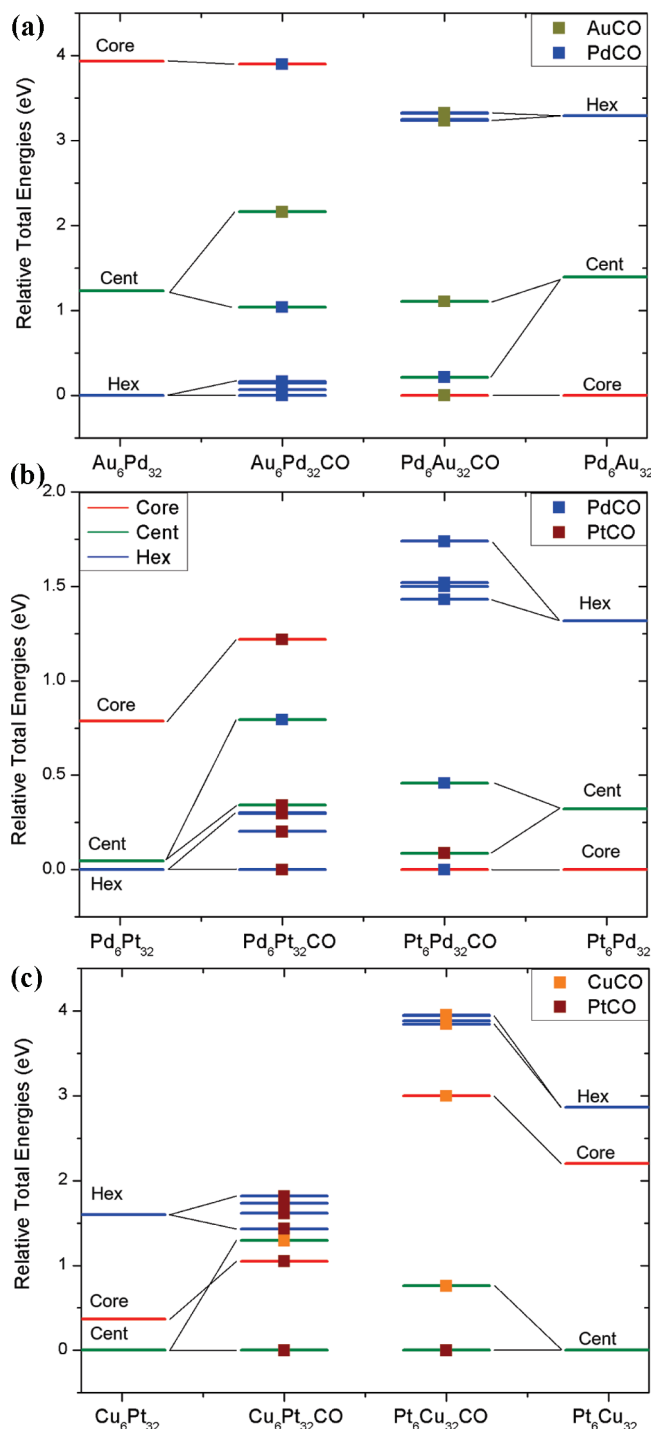 (a)
AuCO
PdCO
Core
Cent
Hex
Hex
Cent
Core
4
3
2
1
0
Relative Total Energies (eV)
Au₆Pd₃₂ Au₆Pd₃₂CO Pd₆Au₃₂CO Pd₆Au₃₂
(b)
Core
Cent
Hex
PdCO
PtCO
Core
Cent
Hex
Hex
Cent
Core
2.0
1.5
1.0
0.5
0.0
Relative Total Energies (eV)
Pd₆Pt₃₂ Pd₆Pt₃₂CO Pt₆Pd₃₂CO Pt₆Pd₃₂
(c)
CuCO
PtCO
Hex
Core
Cent
Hex
Core
Cent
4
3
2
1
0
Relative Total Energies (eV)
Cu₆Pt₃₂ Cu₆Pt₃₂CO Pt₆Cu₃₂CO Pt₆Cu₃₂